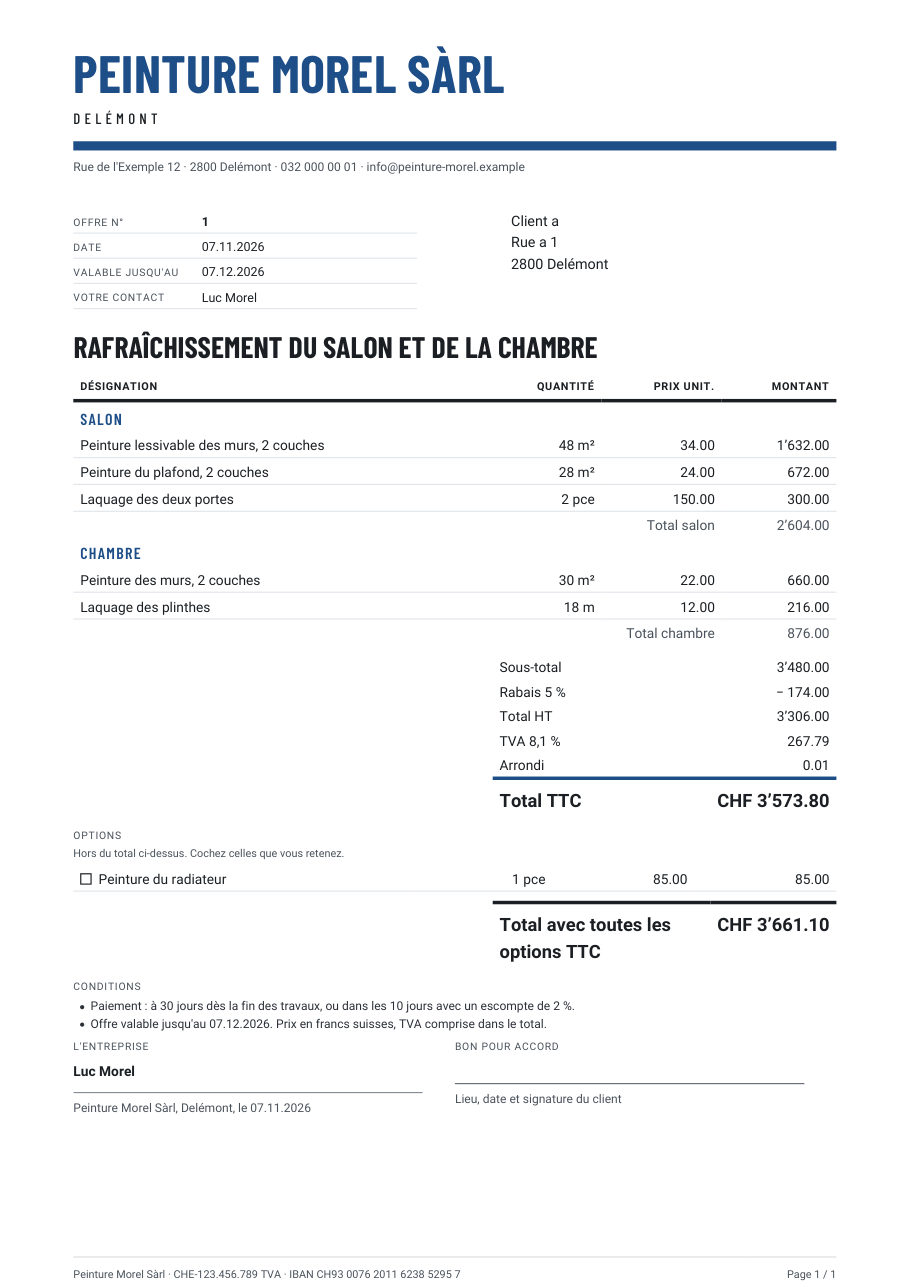 PEINTURE MOREL SÀRL
DELÉMONT
Rue de l'Exemple 12 · 2800 Delémont · 032 000 00 01 · info@peinture-morel.example
OFFRE N° 1
DATE 07.11.2026
VALABLE JUSQU'AU 07.12.2026
VOTRE CONTACT Luc Morel
Client a
Rue a 1
2800 Delémont
RAFRAÎCHISSEMENT DU SALON ET DE LA CHAMBRE
DÉSIGNATION QUANTITÉ PRIX UNIT. MONTANT
SALON
Peinture lessivable des murs, 2 couches 48 m² 34.00 1’632.00
Peinture du plafond, 2 couches 28 m² 24.00 672.00
Laquage des deux portes 2 pce 150.00 300.00
Total salon 2’604.00
CHAMBRE
Peinture des murs, 2 couches 30 m² 22.00 660.00
Laquage des plinthes 18 m 12.00 216.00
Total chambre 876.00
Sous-total 3’480.00
Rabais 5 % − 174.00
Total HT 3’306.00
TVA 8,1 % 267.79
Arrondi 0.01
Total TTC CHF 3’573.80
OPTIONS
Hors du total ci-dessus. Cochez celles que vous retenez.
☐ Peinture du radiateur 1 pce 85.00 85.00
Total avec toutes les CHF 3’661.10
options TTC
CONDITIONS
• Paiement : à 30 jours dès la fin des travaux, ou dans les 10 jours avec un escompte de 2 %.
• Offre valable jusqu'au 07.12.2026. Prix en francs suisses, TVA comprise dans le total.
L'ENTREPRISE
Luc Morel
Peinture Morel Sàrl, Delémont, le 07.11.2026
BON POUR ACCORD
Lieu, date et signature du client
Peinture Morel Sàrl · CHE-123.456.789 TVA · IBAN CH93 0076 2011 6238 5295 7 Page 1 / 1